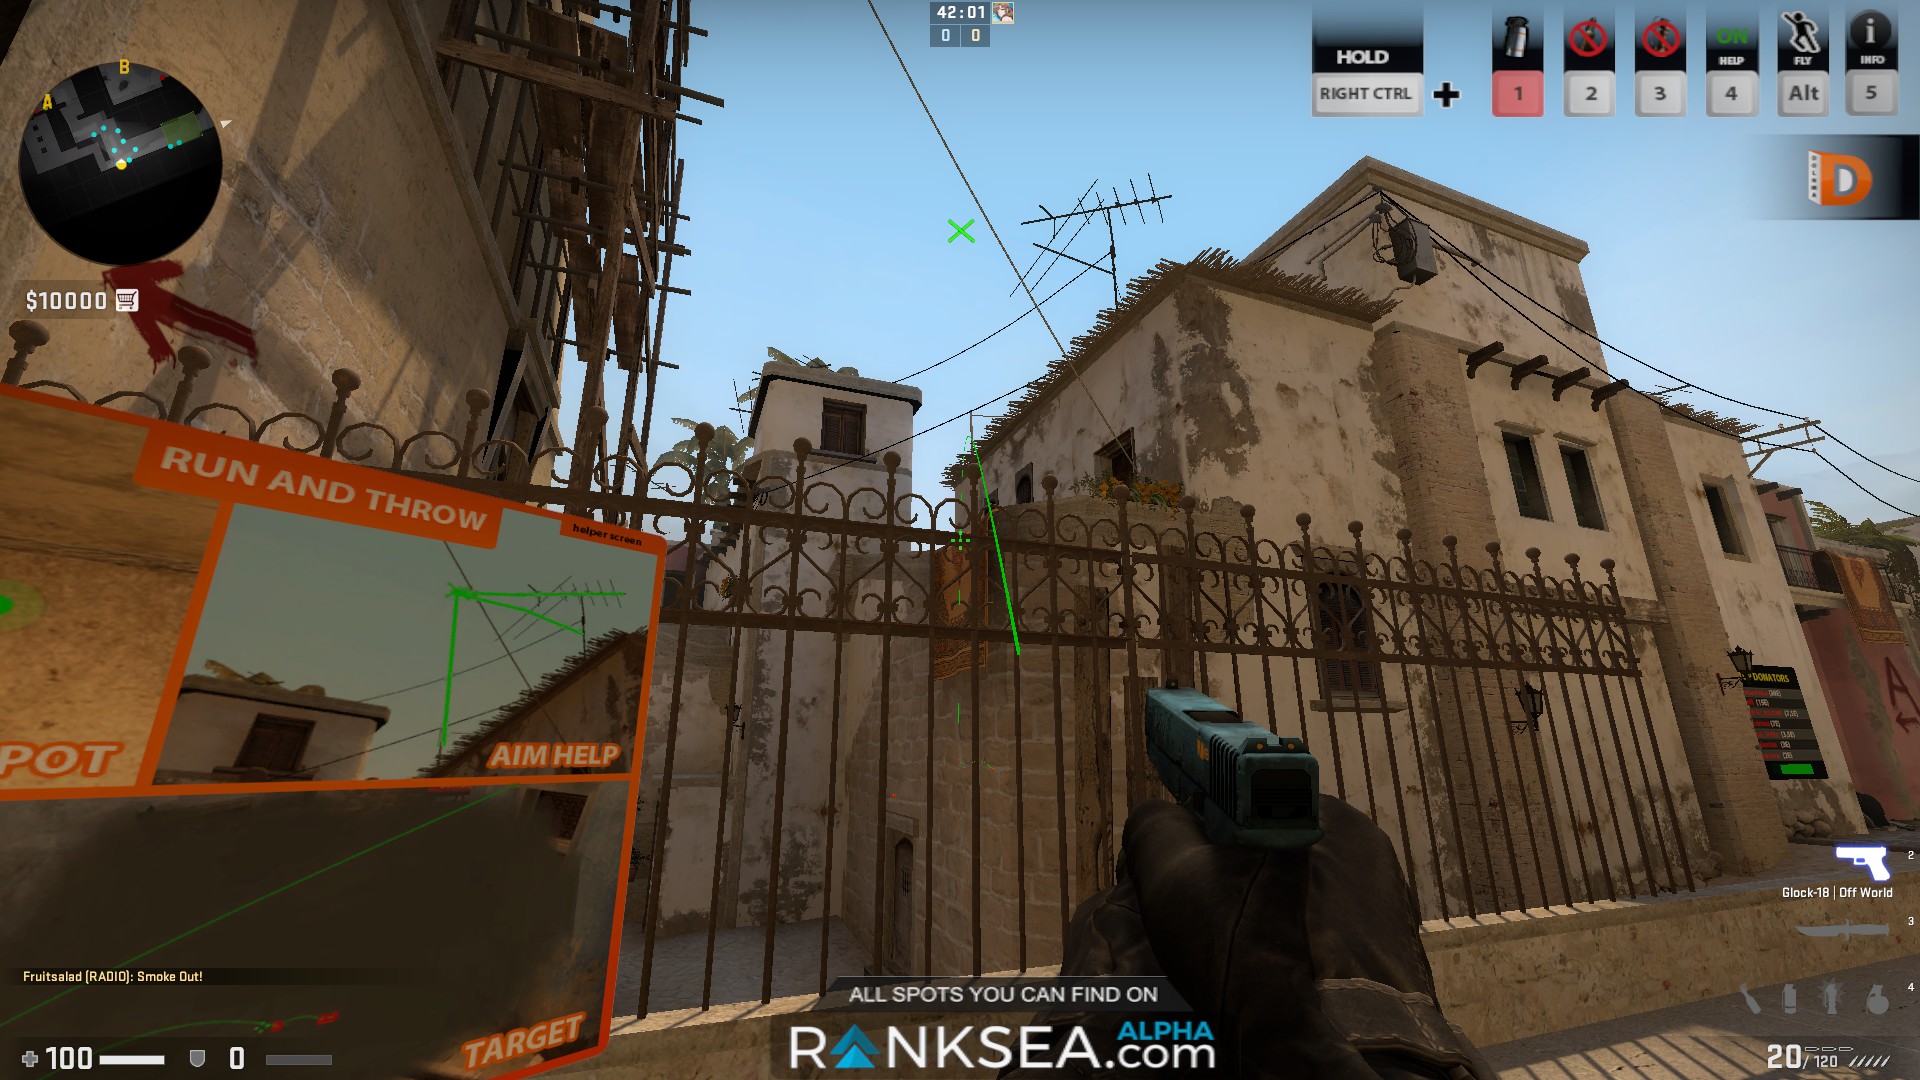 42:01
0 0
B
A
$10000
HOLD
RIGHT CTRL
1 2 3 4 Alt 5
ON
HELP
FLY
i
INFO
D
RUN AND THROW
helper screen
AIM HELP
POT
TARGET
DONATORS
A
Glock-18 | Off World
2
3
4
Fruitsalad (RADIO): Smoke Out!
ALL SPOTS YOU CAN FIND ON
RANKSEA.com
ALPHA
100
0
20/ 120